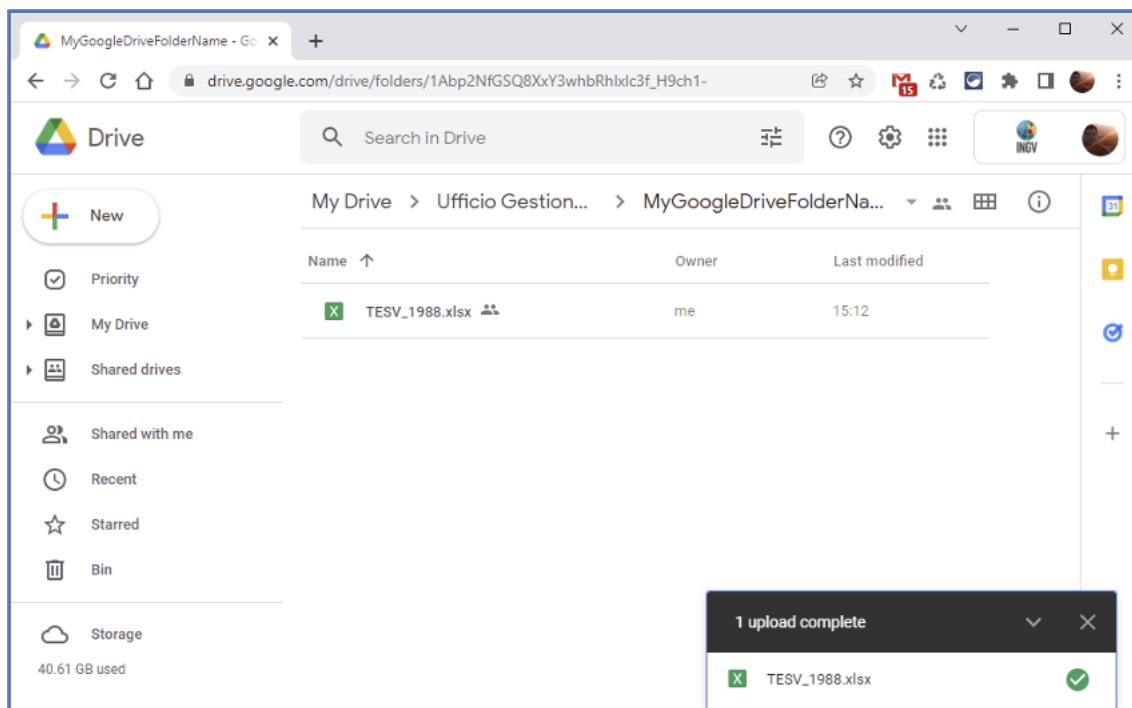 MyGoogleDriveFolderName - Go
drive.google.com/drive/folders/1Abp2NfGSQ8XxY3whbRhIxlc3f_H9ch1-
15
Drive
Search in Drive
INGV
New
My Drive > Ufficio Gestion... > MyGoogleDriveFolderNa...
31
Name Owner Last modified
Priority
TESV_1988.xlsx me 15:12
My Drive
Shared drives
Shared with me
Recent
Starred
Bin
Storage
40.61 GB used
1 upload complete
TESV_1988.xlsx